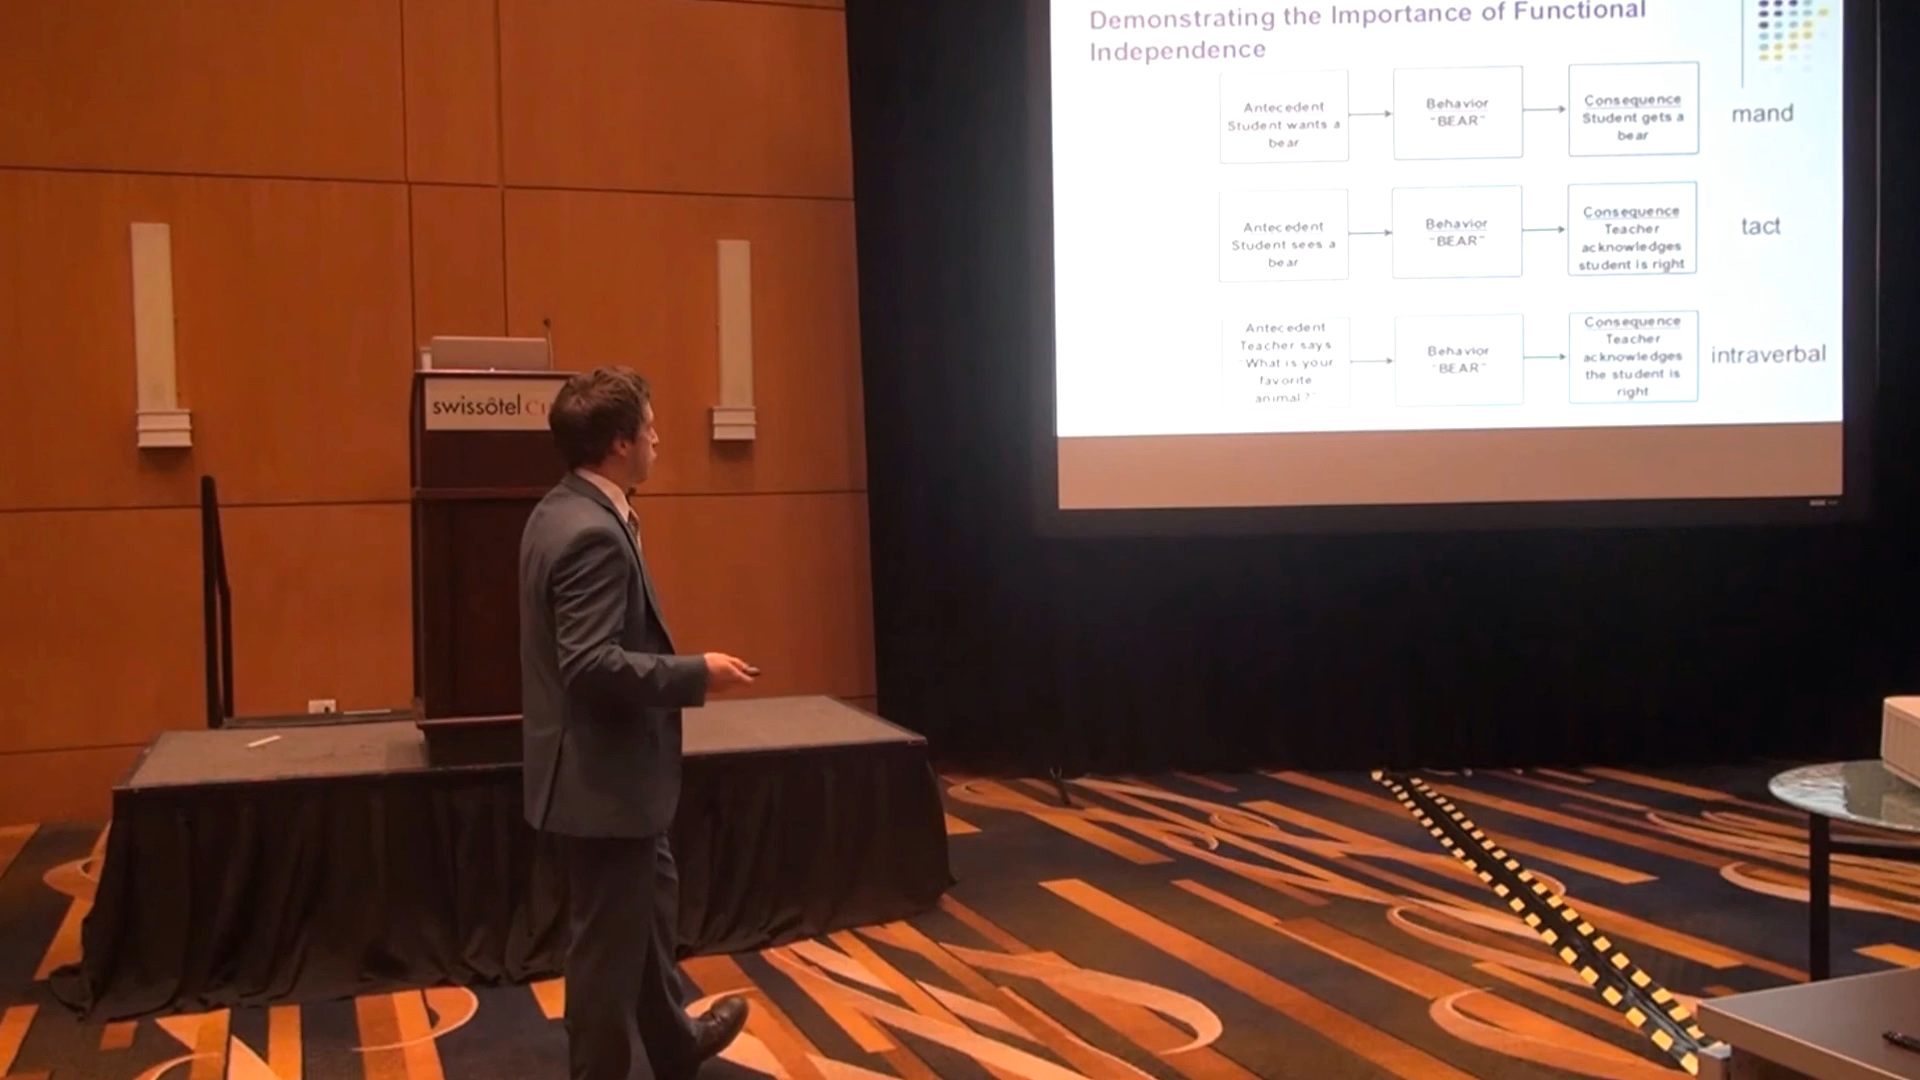 Demonstrating the Importance of Functional
Independence
Antecedent
Student wants a
bear
Behavior
"BEAR"
Consequence
Student gets a
bear
mand
Antecedent
Student sees a
bear
Behavior
"BEAR"
Consequence
Teacher
acknowledges
student is right
tact
Antecedent
Teacher says
"What is your
favorite
animal?"
Behavior
"BEAR"
Consequence
Teacher
acknowledges
the student is
right
intraverbal
swissôtel